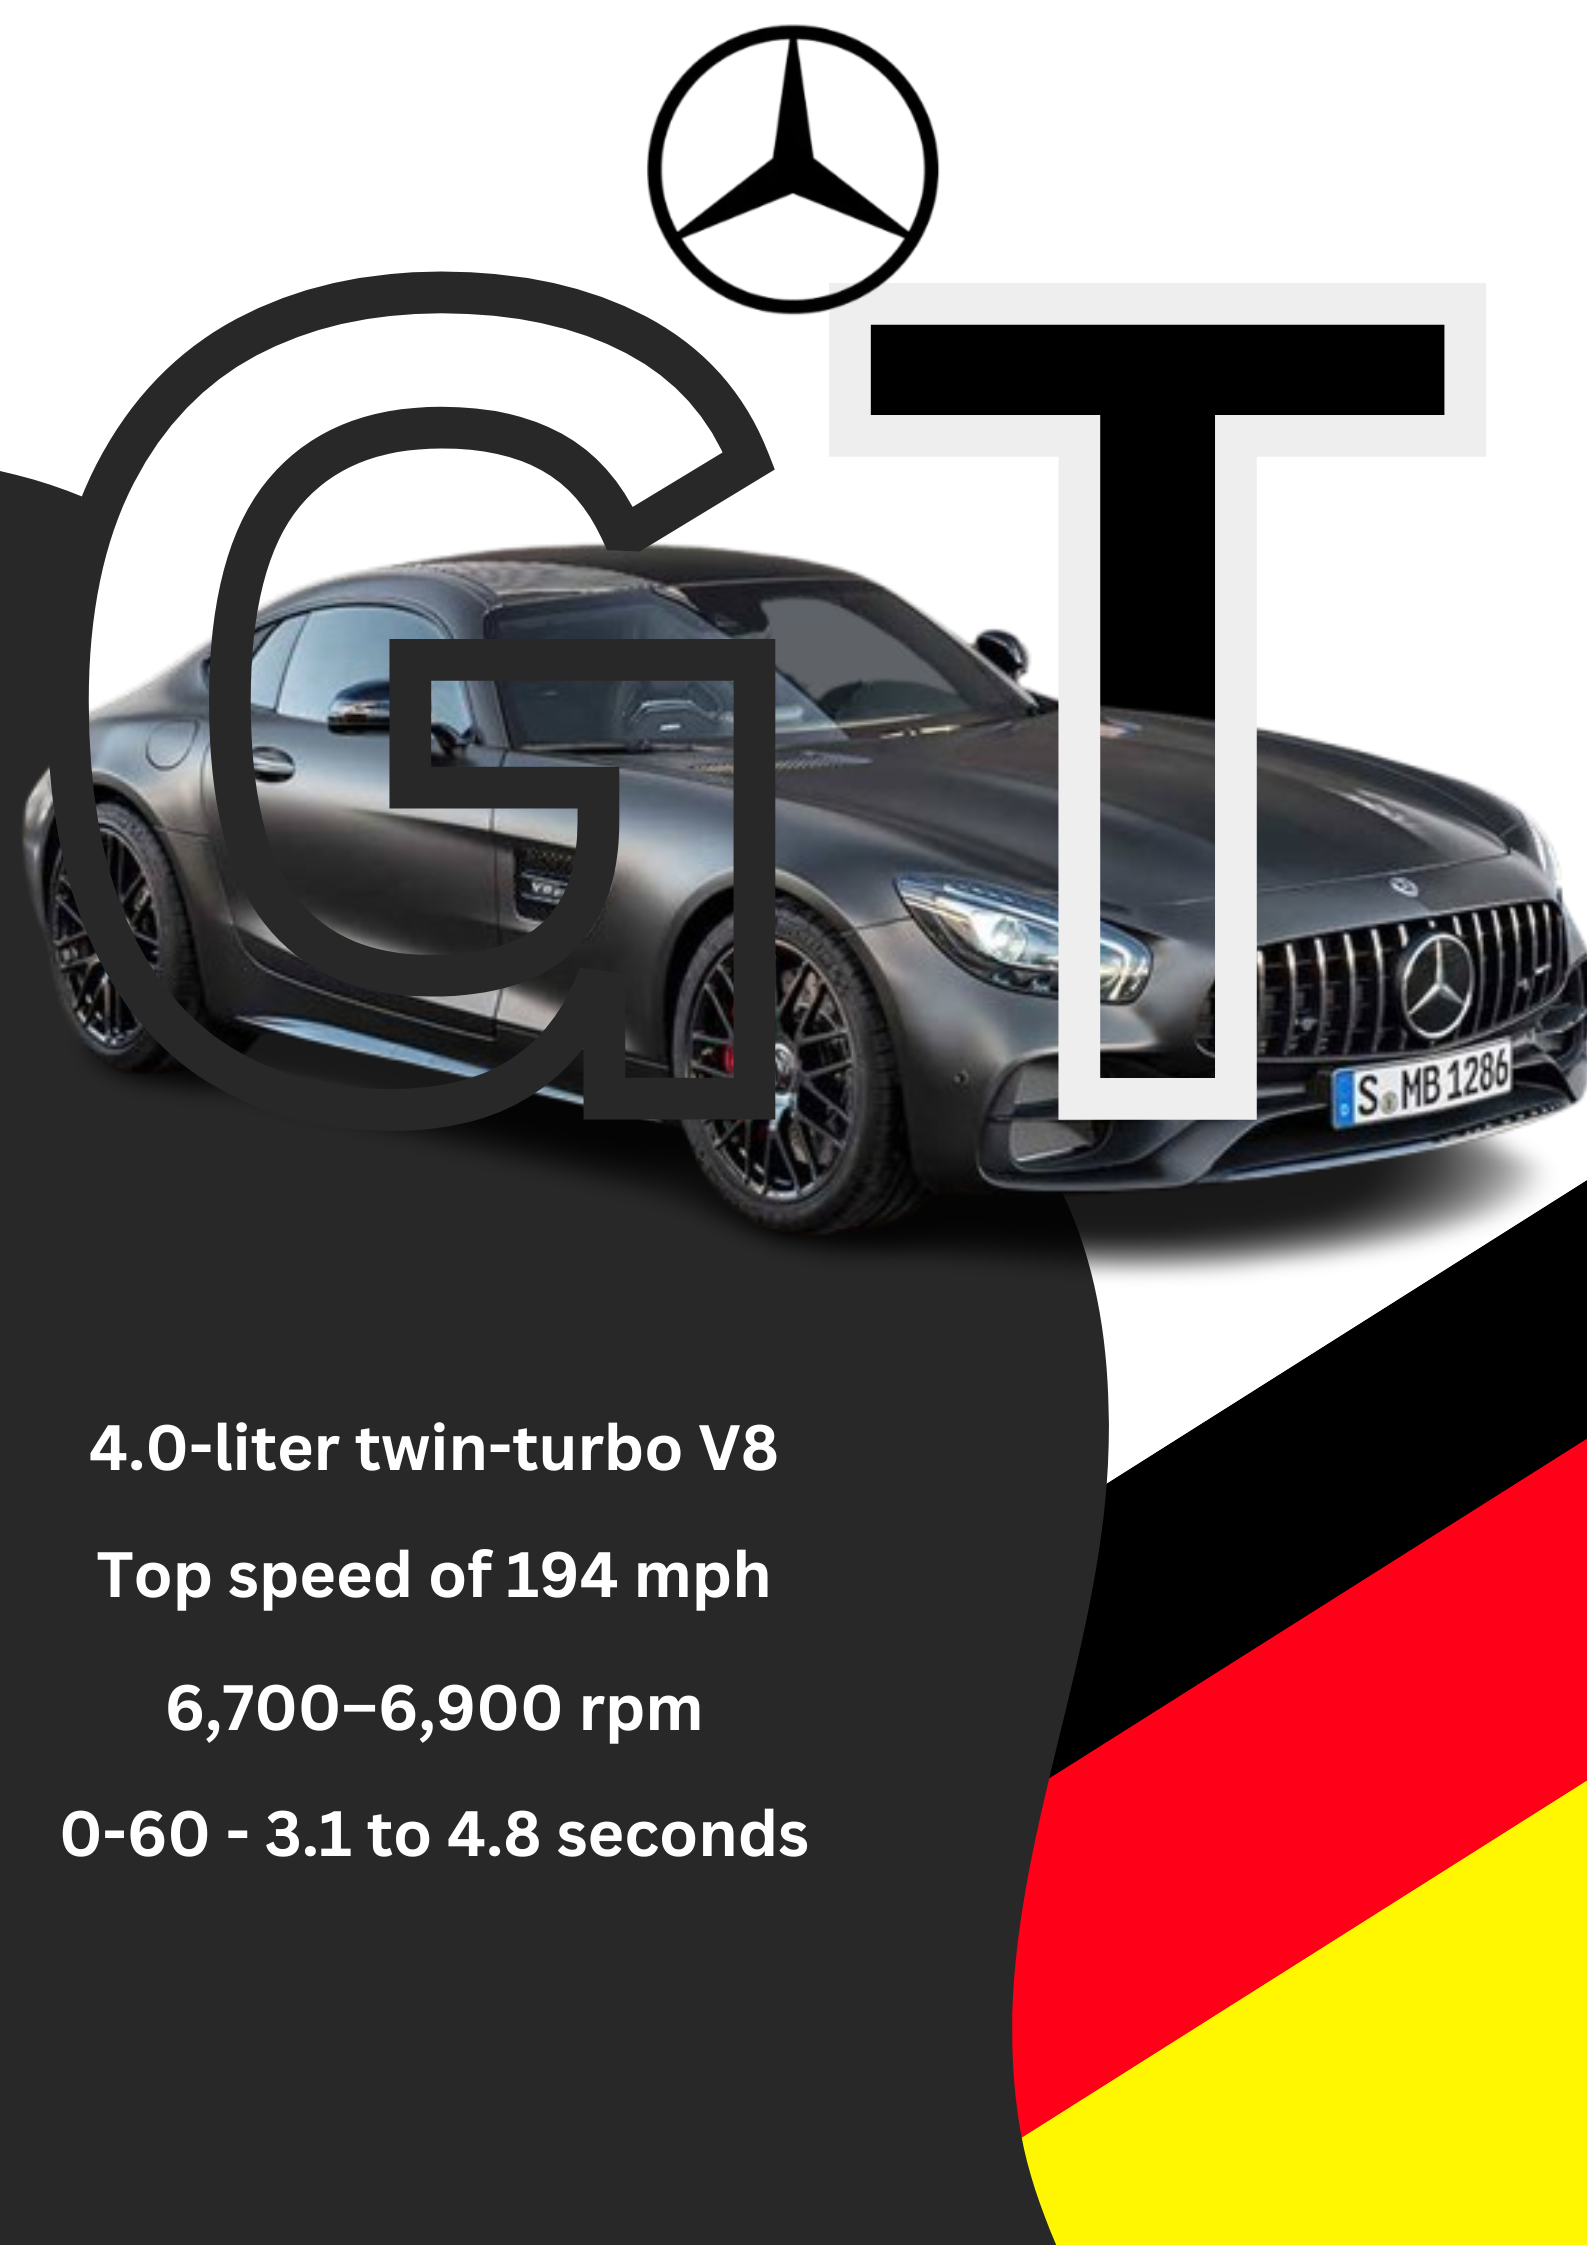 GT
S MB 1286
4.0-liter twin-turbo V8
Top speed of 194 mph
6,700–6,900 rpm
0-60 - 3.1 to 4.8 seconds